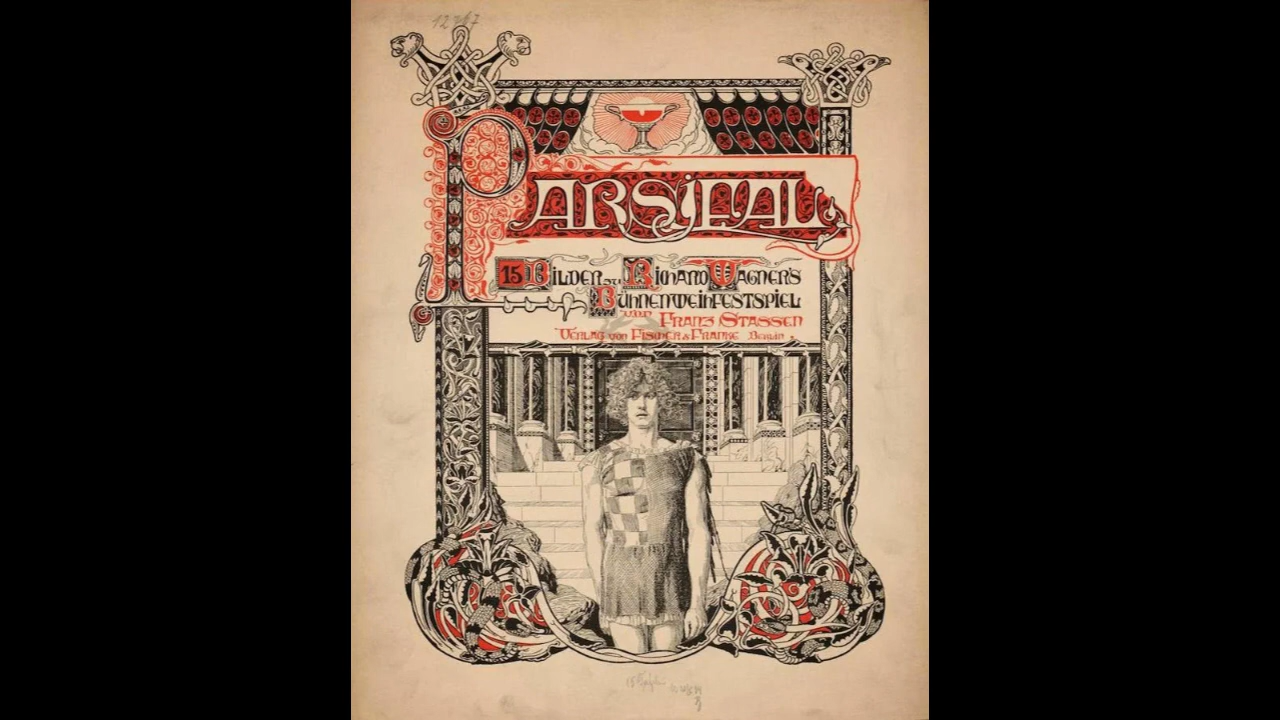 PARSIFAL
15 BILDER ZU RICHARD WAGNER'S
BÜHNENWEIHFESTSPIEL
VON FRANZ STASSEN
VERLAG VON FISCHER & FRANKE BERLIN